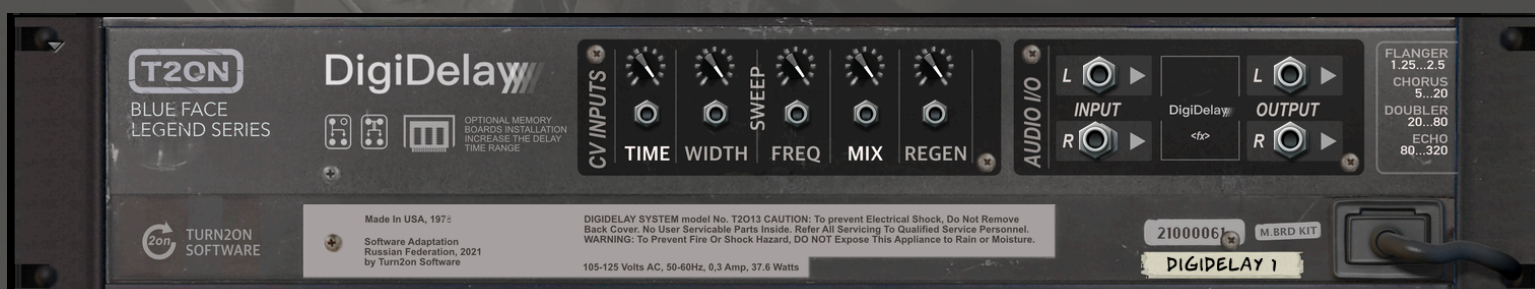 T2ON
BLUE FACE
LEGEND SERIES
DigiDelay
OPTIONAL MEMORY
BOARDS INSTALLATION
INCREASE THE DELAY
TIME RANGE
CV INPUTS
TIME
WIDTH
SWEEP
FREQ
MIX
REGEN
AUDIO I/O
L
INPUT
R
DigiDelay
<fx>
L
OUTPUT
R
FLANGER
1.25...2.5
CHORUS
5...20
DOUBLER
20...80
ECHO
80...320
2on
TURN2ON
SOFTWARE
Made In USA, 1978
Software Adaptation
Russian Federation, 2021
by Turn2on Software
DIGIDELAY SYSTEM model No. T2O13 CAUTION: To prevent Electrical Shock, Do Not Remove
Back Cover. No User Servicable Parts Inside. Refer All Servicing To Qualified Service Personnel.
WARNING: To Prevent Fire Or Shock Hazard, DO NOT Expose This Appliance to Rain or Moisture.
105-125 Volts AC, 50-60Hz, 0,3 Amp, 37.6 Watts
21000061
M.BRD KIT
DIGIDELAY 1